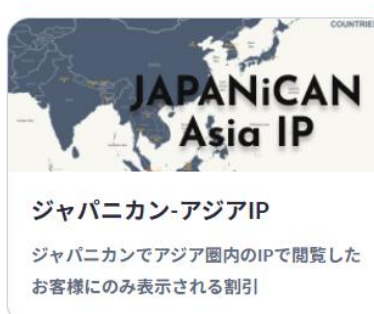 COUNTRIE
JAPANiCAN
Asia IP
ジャパニカン-アジアIP
ジャパニカンでアジア圏内のIPで閲覧した
お客様にのみ表示される割引